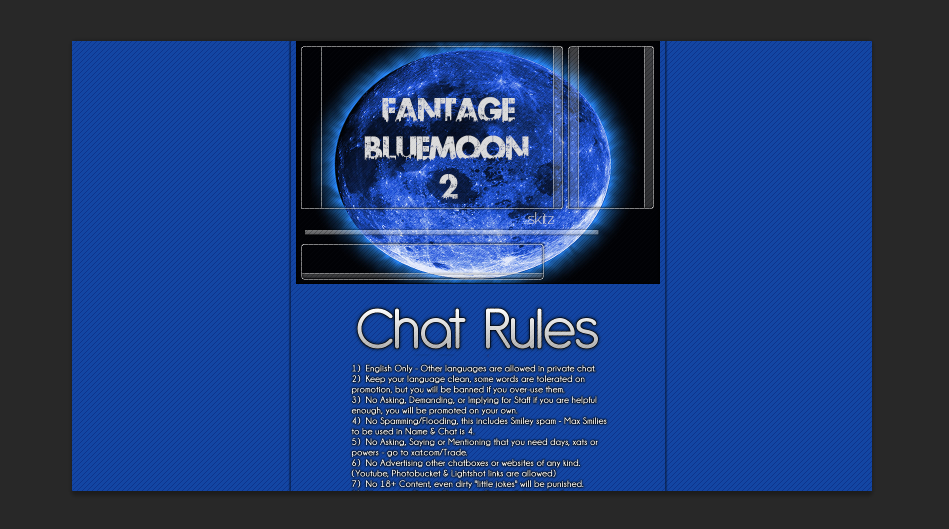 FANTAGE
BLUEMOON
2
skitz
Chat Rules
1) English Only - Other languages are allowed in private chat.
2) Keep your language clean, some words are tolerated on
promotion, but you will be banned if you over-use them.
3) No Asking, Demanding, or Implying for Staff if you are helpful
enough, you will be promoted on your own.
4) No Spamming/Flooding, this includes Smiley spam - Max Smilies
to be used in Name & Chat is 4.
5) No Asking, Saying or Mentioning that you need days, xats or
powers - go to xat.com/Trade.
6) No Advertising other chatboxes or websites of any kind.
(Youtube, Photobucket & Lightshot links are allowed)
7) No 18+ Content, even dirty "little jokes" will be punished.